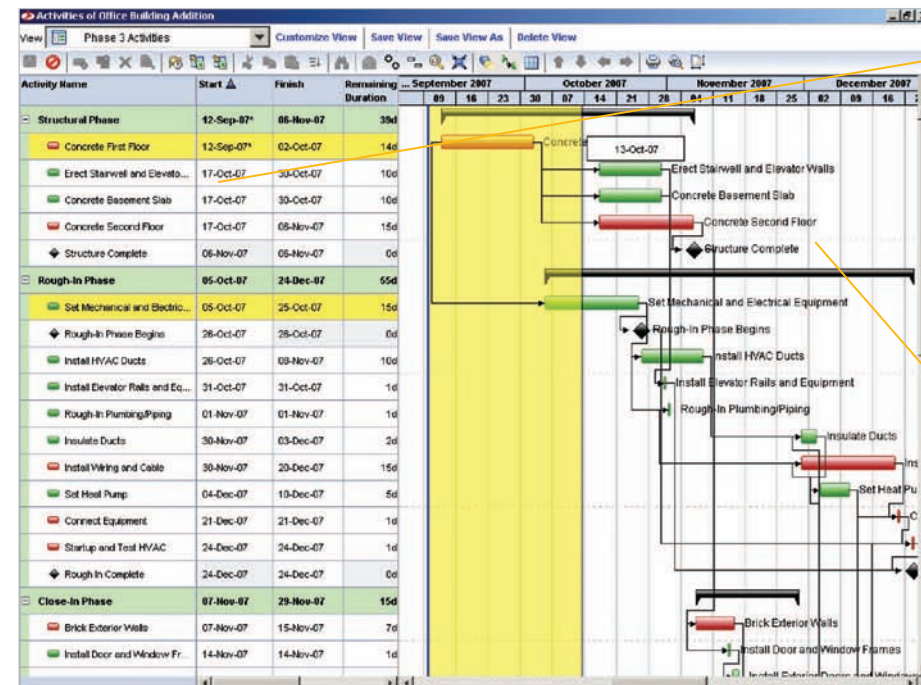 Activities of Office Building Addition
View Phase 3 Activities Customize View Save View Save View As Delete View
Activity Name Start Finish Remaining Duration ... September 2007 October 2007 November 2007 December 2007
09 16 23 30 07 14 21 28 04 11 18 25 02 09 16
Structural Phase 12-Sep-07* 06-Nov-07 39d
Concrete First Floor 12-Sep-07* 02-Oct-07 14d Concrete 13-Oct-07
Erect Stairwell and Elevato... 17-Oct-07 30-Oct-07 10d Erect Stairwell and Elevator Walls
Concrete Basement Slab 17-Oct-07 30-Oct-07 10d Concrete Basement Slab
Concrete Second Floor 17-Oct-07 06-Nov-07 15d Concrete Second Floor
Structure Complete 06-Nov-07 06-Nov-07 0d Structure Complete
Rough-In Phase 05-Oct-07 24-Dec-07 55d
Set Mechanical and Electric... 05-Oct-07 25-Oct-07 15d Set Mechanical and Electrical Equipment
Rough-In Phase Begins 26-Oct-07 26-Oct-07 0d Rough-In Phase Begins
Install HVAC Ducts 26-Oct-07 08-Nov-07 10d Install HVAC Ducts
Install Elevator Rails and Eq... 31-Oct-07 31-Oct-07 1d Install Elevator Rails and Equipment
Rough-In Plumbing/Piping 01-Nov-07 01-Nov-07 1d Rough-In Plumbing/Piping
Insulate Ducts 30-Nov-07 03-Dec-07 2d Insulate Ducts
Install Wiring and Cable 30-Nov-07 20-Dec-07 15d Ins
Set Heat Pump 04-Dec-07 10-Dec-07 5d Set Heat Pu
Connect Equipment 21-Dec-07 21-Dec-07 1d C
Startup and Test HVAC 24-Dec-07 24-Dec-07 1d
Rough In Complete 24-Dec-07 24-Dec-07 0d
Close-In Phase 07-Nov-07 29-Nov-07 15d
Brick Exterior Walls 07-Nov-07 15-Nov-07 7d Brick Exterior Walls
Install Door and Window Fr... 14-Nov-07 14-Nov-07 1d Install Door and Window Frames
Install Exterior Doors and Window